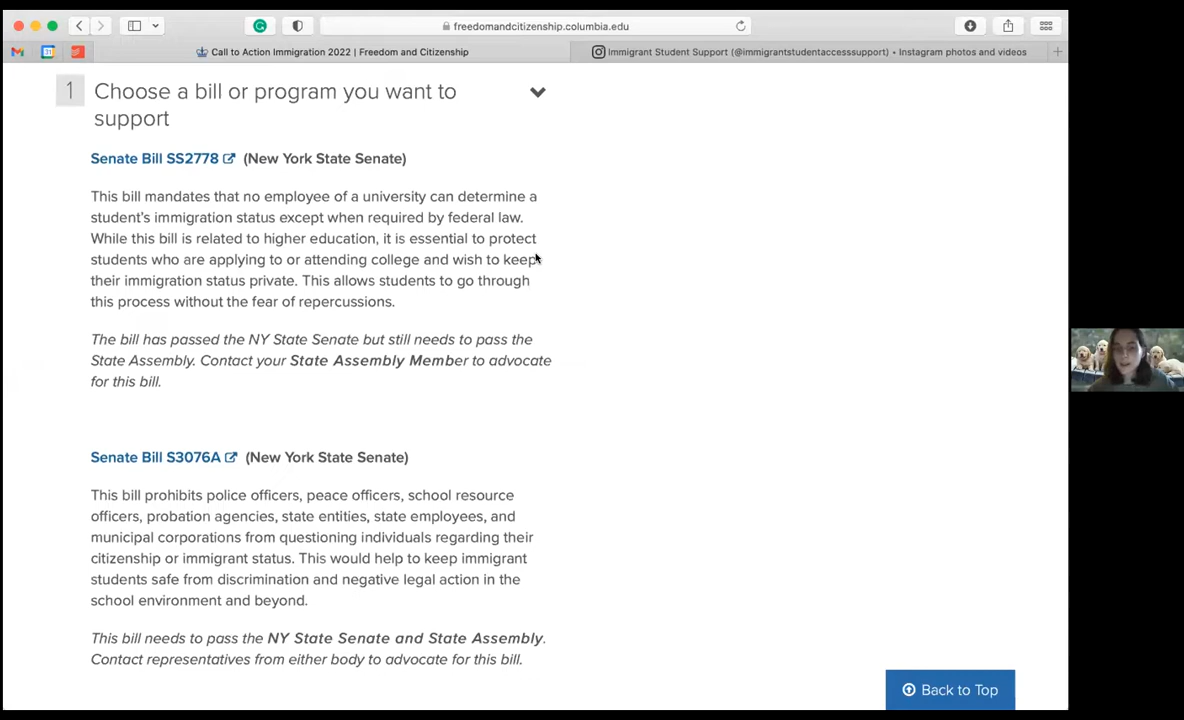 freedomandcitizenship.columbia.edu
Call to Action Immigration 2022 | Freedom and Citizenship
Immigrant Student Support (@immigrantstudentaccesssupport) • Instagram photos and videos
1 Choose a bill or program you want to
support
Senate Bill SS2778 (New York State Senate)
This bill mandates that no employee of a university can determine a
student's immigration status except when required by federal law.
While this bill is related to higher education, it is essential to protect
students who are applying to or attending college and wish to keep
their immigration status private. This allows students to go through
this process without the fear of repercussions.
The bill has passed the NY State Senate but still needs to pass the
State Assembly. Contact your State Assembly Member to advocate
for this bill.
Senate Bill S3076A (New York State Senate)
This bill prohibits police officers, peace officers, school resource
officers, probation agencies, state entities, state employees, and
municipal corporations from questioning individuals regarding their
citizenship or immigrant status. This would help to keep immigrant
students safe from discrimination and negative legal action in the
school environment and beyond.
This bill needs to pass the NY State Senate and State Assembly.
Contact representatives from either body to advocate for this bill.
Back to Top